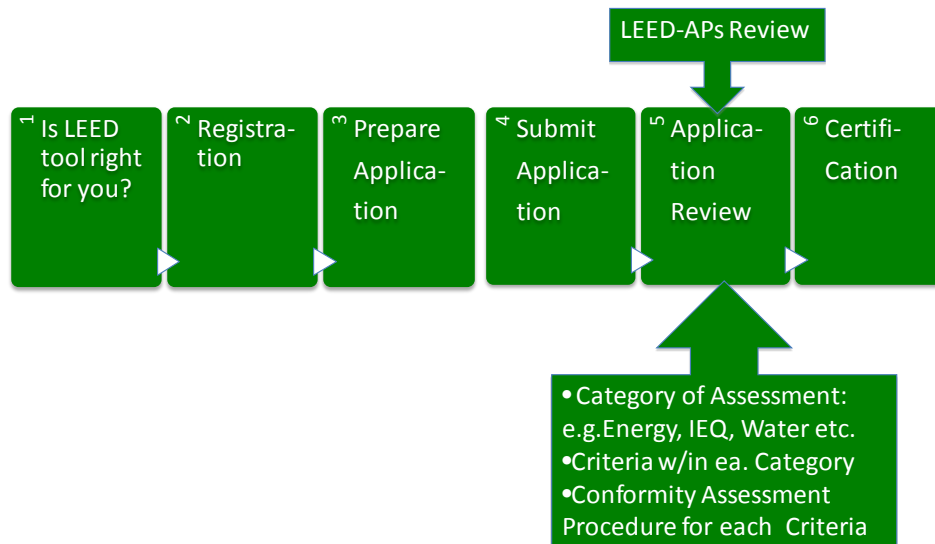 LEED-APs Review
1
Is LEED
tool right
for you?
2
Registra-
tion
3
Prepare
Applica-
tion
4
Submit
Applica-
tion
5
Applica-
tion
Review
6
Certifi-
Cation
•Category of Assessment:
e.g.Energy, IEQ, Water etc.
•Criteria w/in ea. Category
•Conformity Assessment
Procedure for each Criteria